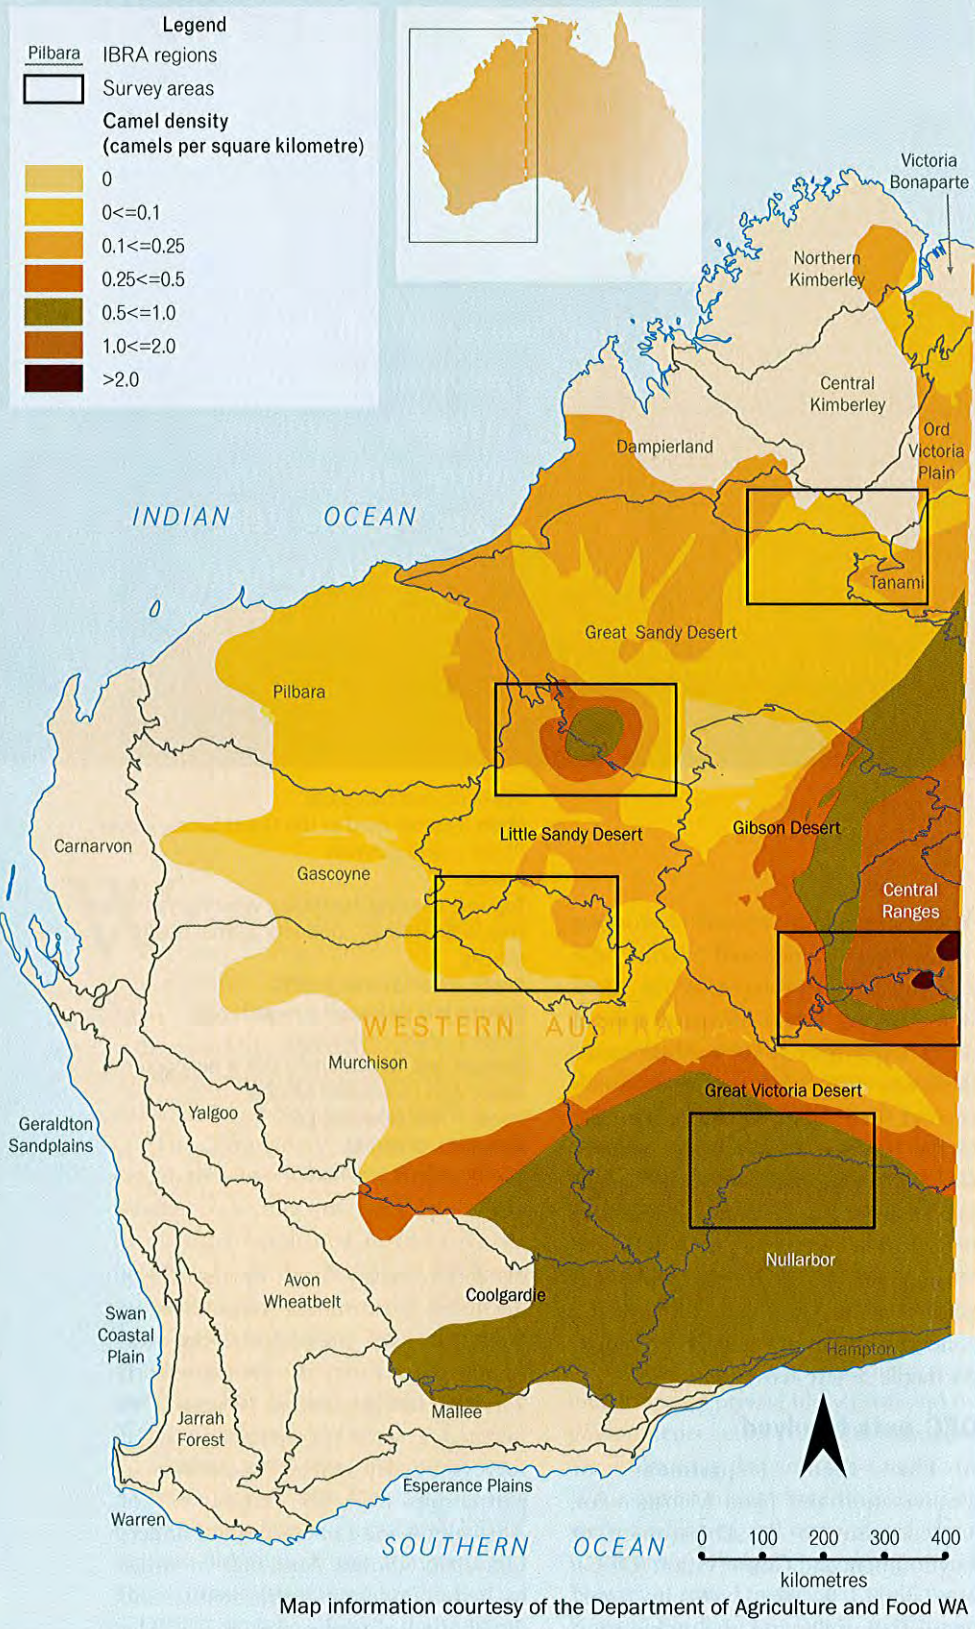 Legend
Pilbara IBRA regions
Survey areas
Camel density
(camels per square kilometre)
0
0<=0.1
0.1<=0.25
0.25<=0.5
0.5<=1.0
1.0<=2.0
>2.0
Victoria
Bonaparte
Northern
Kimberley
Central
Kimberley
Ord
Victoria
Plain
Dampierland
INDIAN OCEAN
Tanami
Great Sandy Desert
Pilbara
Little Sandy Desert
Gibson Desert
Carnarvon
Gascoyne
Central
Ranges
WESTERN AUSTRALIA
Murchison
Great Victoria Desert
Yalgoo
Geraldton
Sandplains
Nullarbor
Avon
Wheatbelt
Coolgardie
Swan
Coastal
Plain
Hampton
Mallee
Jarrah
Forest
Esperance Plains
Warren
SOUTHERN OCEAN
0 100 200 300 400
kilometres
Map information courtesy of the Department of Agriculture and Food WA